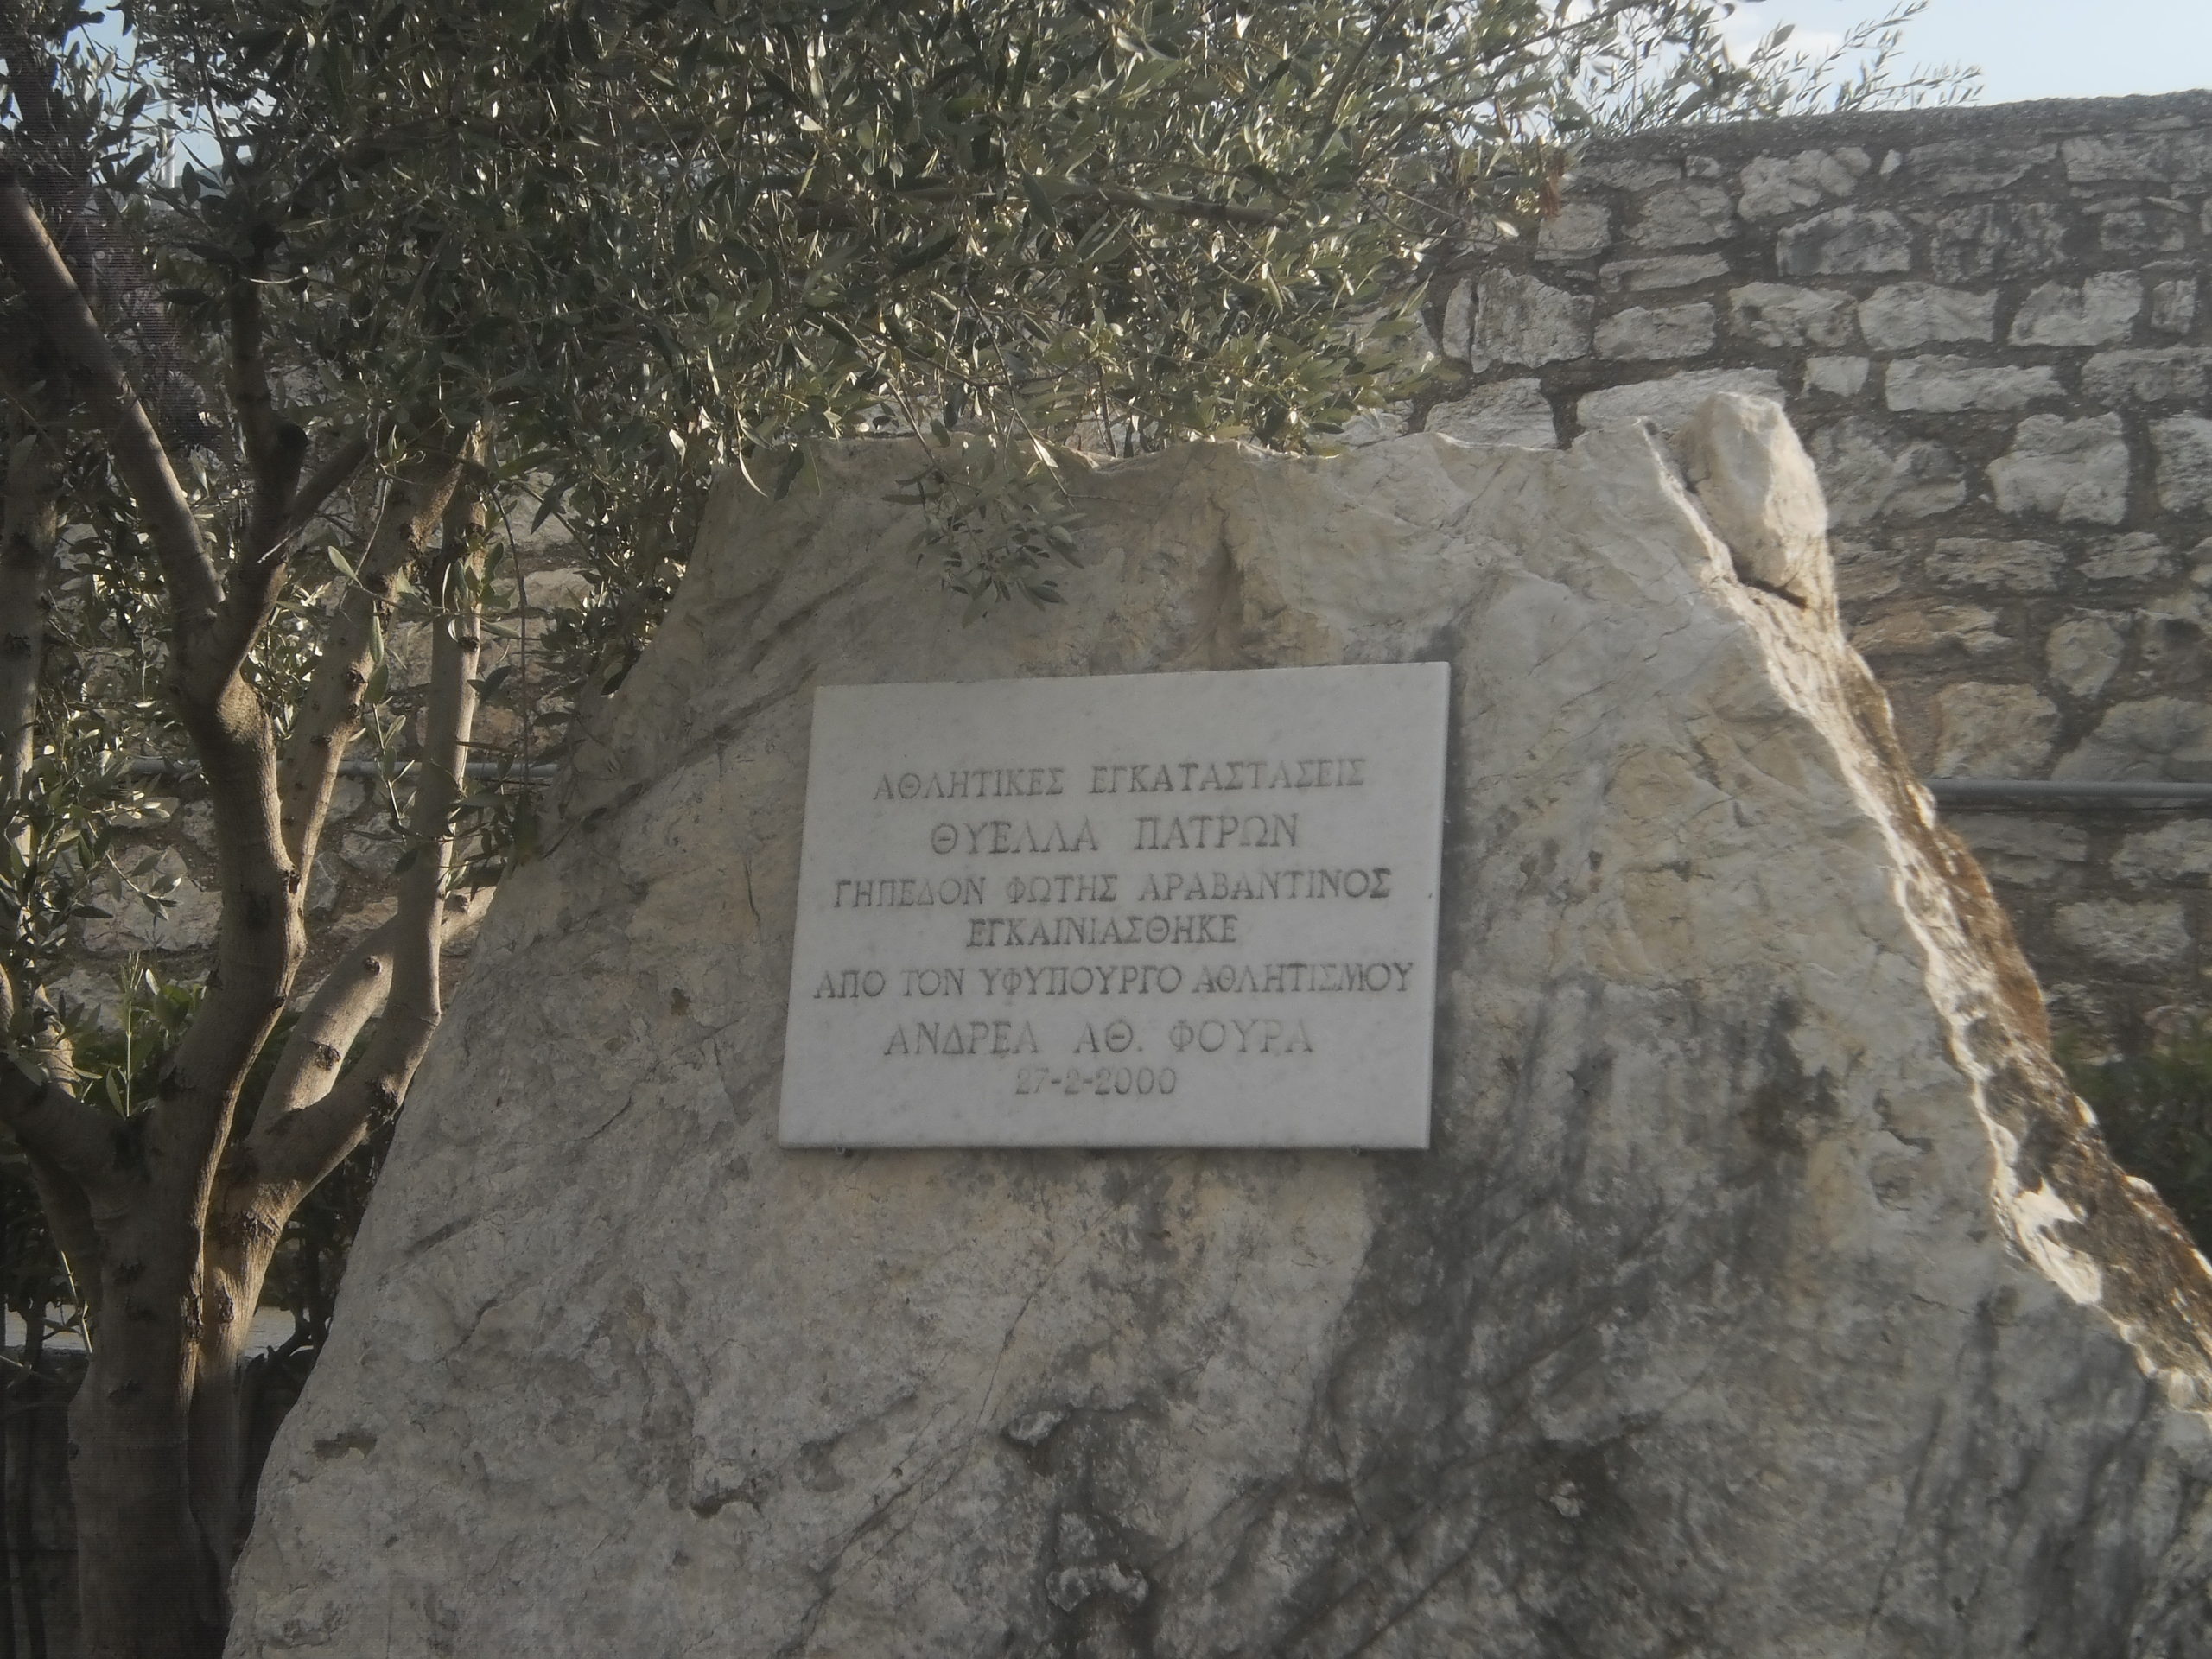 ΑΘΛΗΤΙΚΕΣ ΕΓΚΑΤΑΣΤΑΣΕΙΣ
ΘΥΕΛΛΑ ΠΑΤΡΩΝ
ΓΗΠΕΔΟΝ ΦΩΤΗΣ ΑΡΑΒΑΝΤΙΝΟΣ
ΕΓΚΑΙΝΙΑΣΘΗΚΕ
ΑΠΟ ΤΟΝ ΥΦΥΠΟΥΡΓΟ ΑΘΛΗΤΙΣΜΟΥ
ΑΝΔΡΕΑ ΑΘ. ΦΟΥΡΑ
27-2-2000